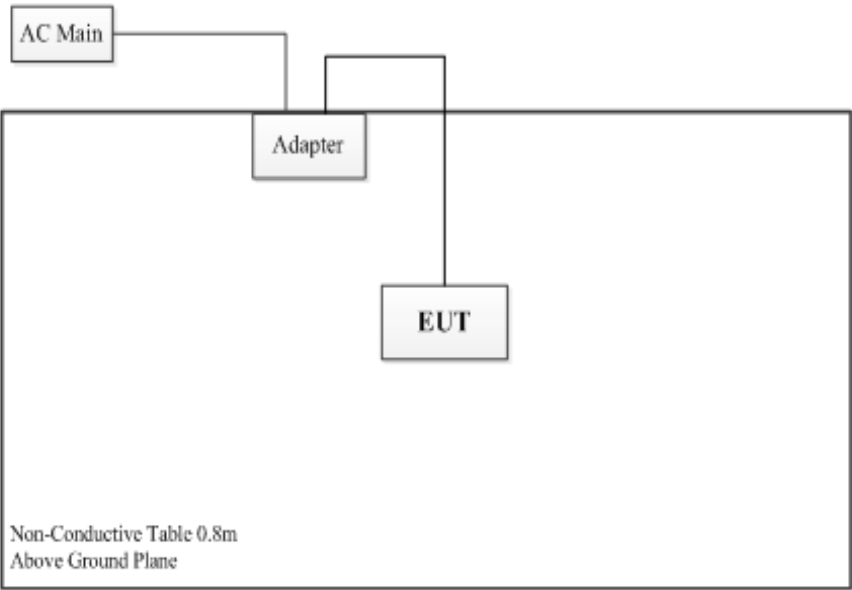 AC Main
Adapter
EUT
Non-Conductive Table 0.8m
Above Ground Plane